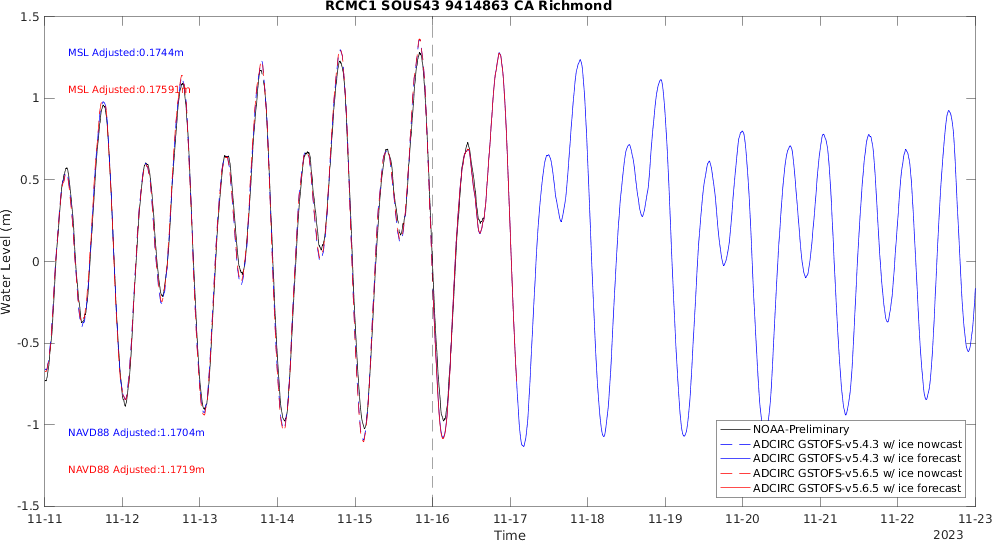 RCMC1 SOUS43 9414863 CA Richmond
1.5
1
0.5
0
-0.5
-1
-1.5
Water Level (m)
MSL Adjusted:0.1744m
MSL Adjusted:0.17591m
NAVD88 Adjusted:1.1704m
NAVD88 Adjusted:1.1719m
NOAA-Preliminary
ADCIRC GSTOFS-v5.4.3 w/ ice nowcast
ADCIRC GSTOFS-v5.4.3 w/ ice forecast
ADCIRC GSTOFS-v5.6.5 w/ ice nowcast
ADCIRC GSTOFS-v5.6.5 w/ ice forecast
11-11 11-12 11-13 11-14 11-15 11-16 11-17 11-18 11-19 11-20 11-21 11-22 11-23
Time
2023